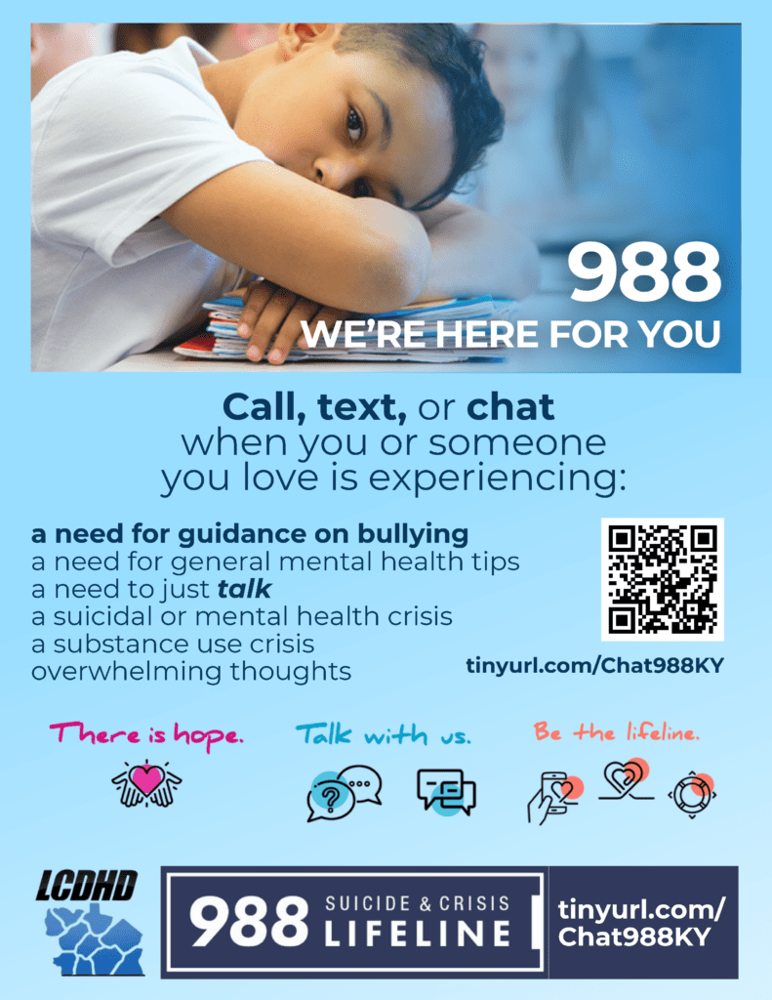 988
WE'RE HERE FOR YOU
Call, text, or chat
when you or someone
you love is experiencing:
a need for guidance on bullying
a need for general mental health tips
a need to just talk
a suicidal or mental health crisis
a substance use crisis
overwhelming thoughts
tinyurl.com/Chat988KY
There is hope.
Talk with us.
Be the lifeline.
LCDHD
988 SUICIDE & CRISIS
LIFELINE
tinyurl.com/
Chat988KY